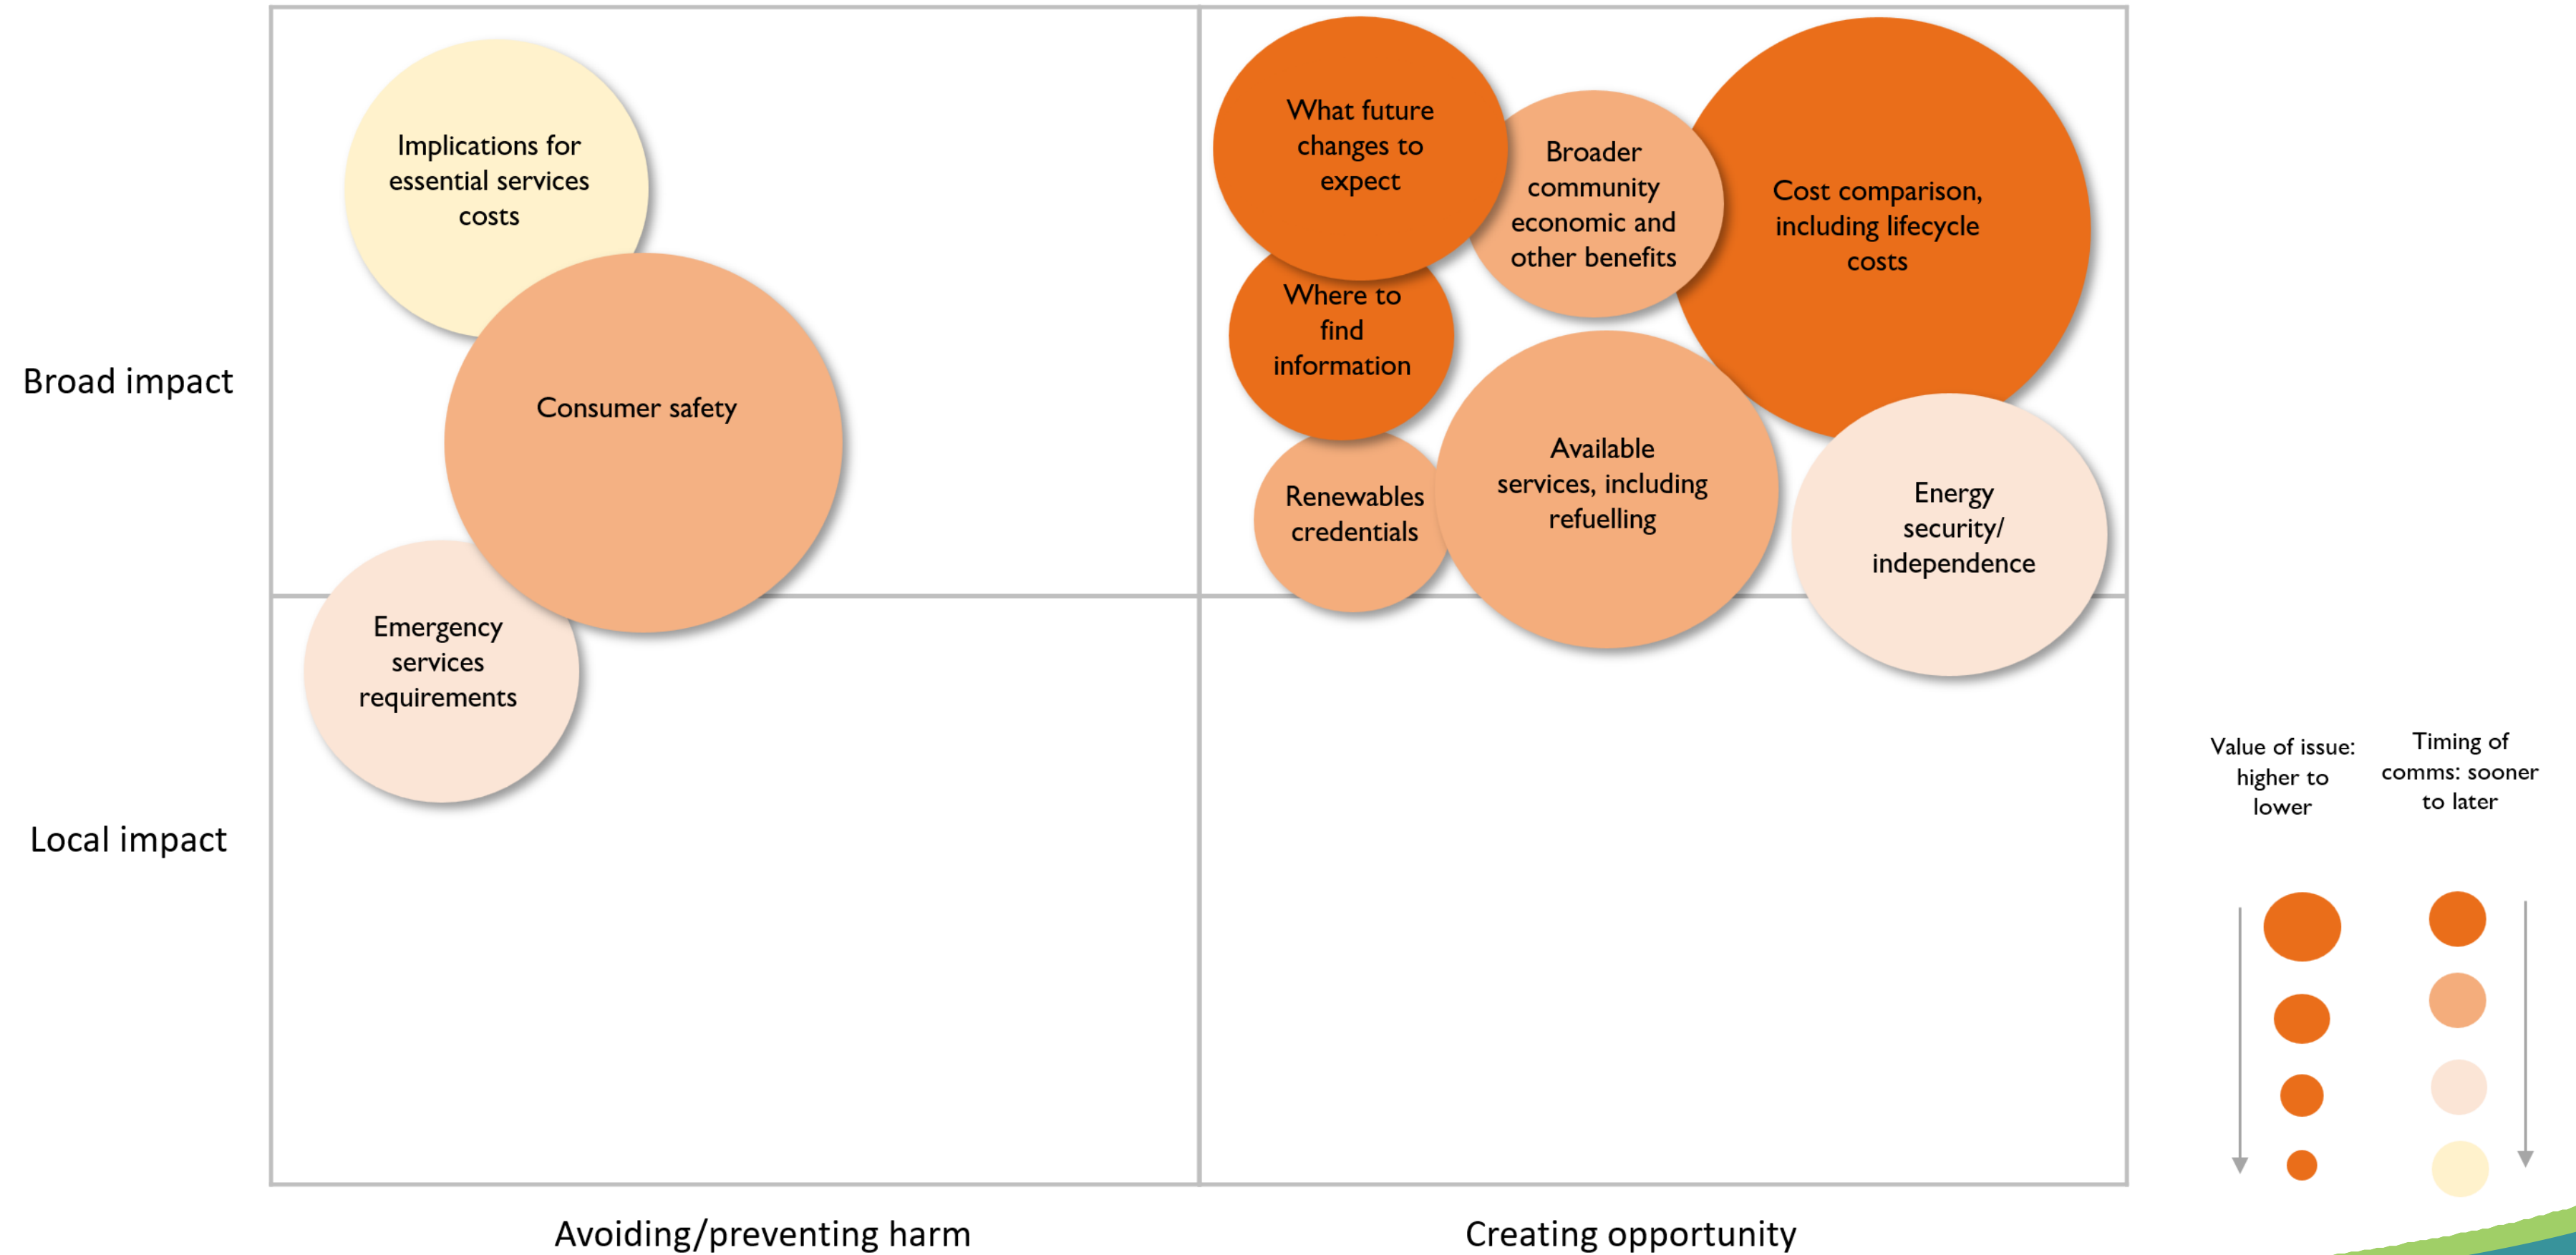 Implications for
essential services
costs
Consumer safety
Emergency
services
requirements
What future
changes to
expect
Broader
community
economic and
other benefits
Cost comparison,
including lifecycle
costs
Where to
find
information
Renewables
credentials
Available
services, including
refuelling
Energy
security/
independence
Broad impact
Local impact
Avoiding/preventing harm
Creating opportunity
Value of issue:
higher to
lower
Timing of
comms: sooner
to later